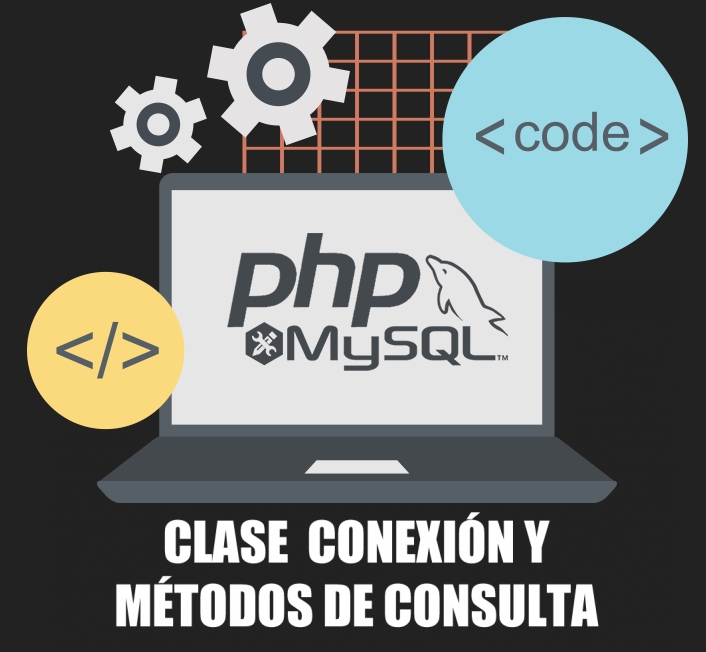 <code>
php
MySQL™
</>
CLASE CONEXIÓN Y
MÉTODOS DE CONSULTA